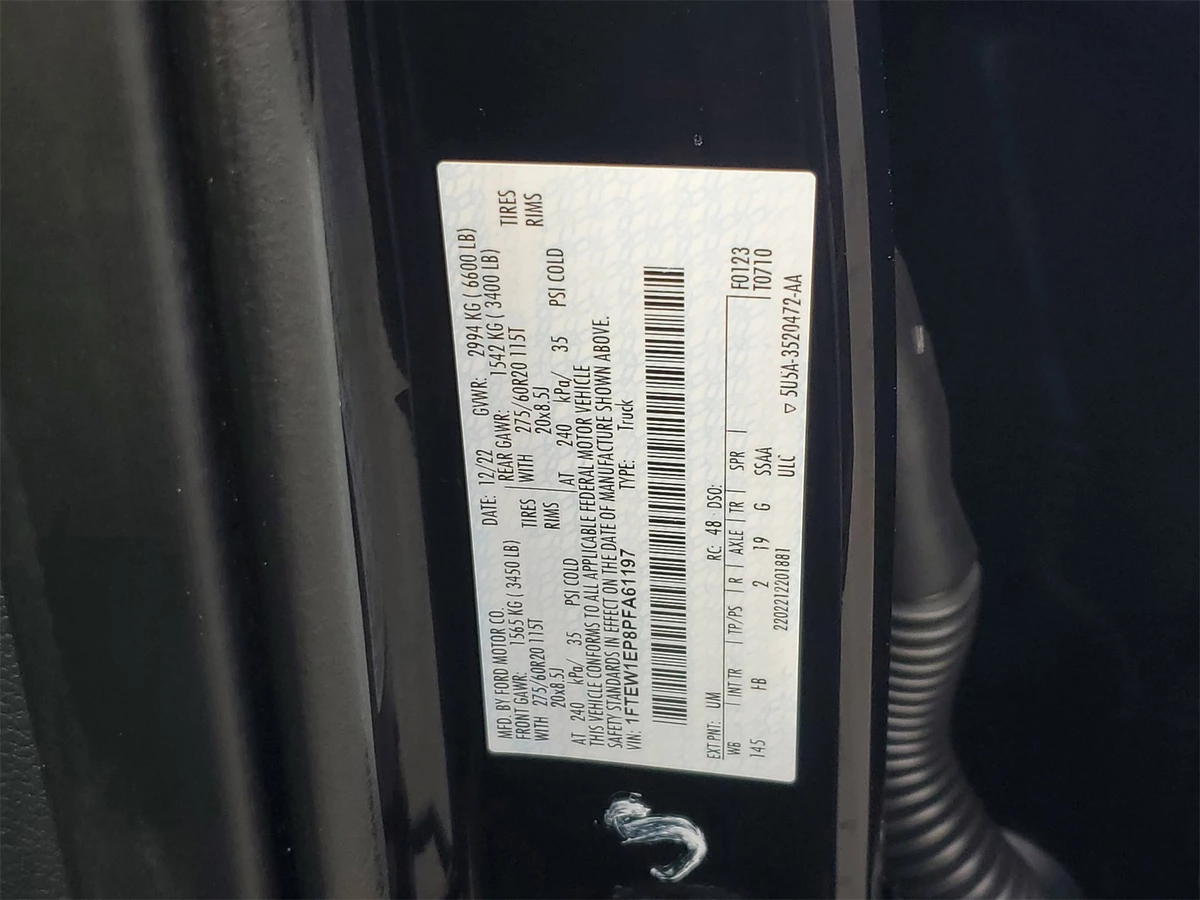 MFD. BY FORD MOTOR CO. DATE: 12/22 GVWR: 2994 KG ( 6600 LB)
FRONT GAWR: 1565 KG ( 3450 LB) REAR GAWR: 1542 KG ( 3400 LB)
WITH 275/60R20 115T TIRES WITH 275/60R20 115T TIRES
20x8.5J RIMS 20x8.5J RIMS
AT 240 kPa/ 35 PSI COLD AT 240 kPa/ 35 PSI COLD
THIS VEHICLE CONFORMS TO ALL APPLICABLE FEDERAL MOTOR VEHICLE
SAFETY STANDARDS IN EFFECT ON THE DATE OF MANUFACTURE SHOWN ABOVE.
VIN: 1FTEW1EP8PFA61197 TYPE: Truck
EXT PNT: UM RC: 48 DSO:
WB INT TR TP/PS R AXLE TR SPR F0123
145 FB 2 19 G SSAA T0710
2202212201881 ULC
▽ 5U5A-3520472-AA